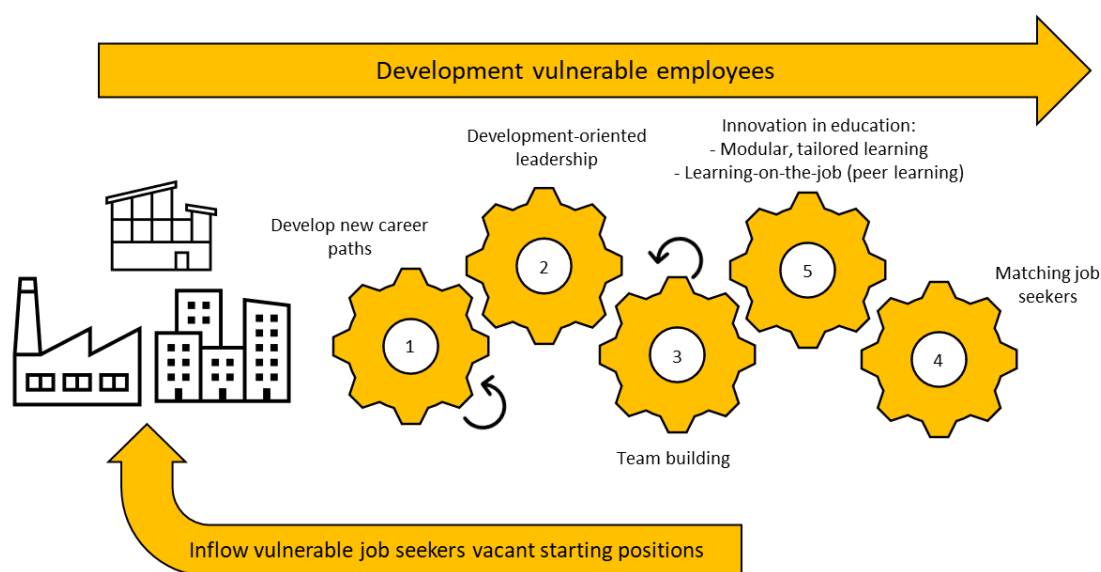 Development vulnerable employees
Innovation in education:
- Modular, tailored learning
- Learning-on-the-job (peer learning)
Development-oriented
leadership
Develop new career
paths
Matching job
seekers
1
2
3
5
4
Team building
Inflow vulnerable job seekers vacant starting positions